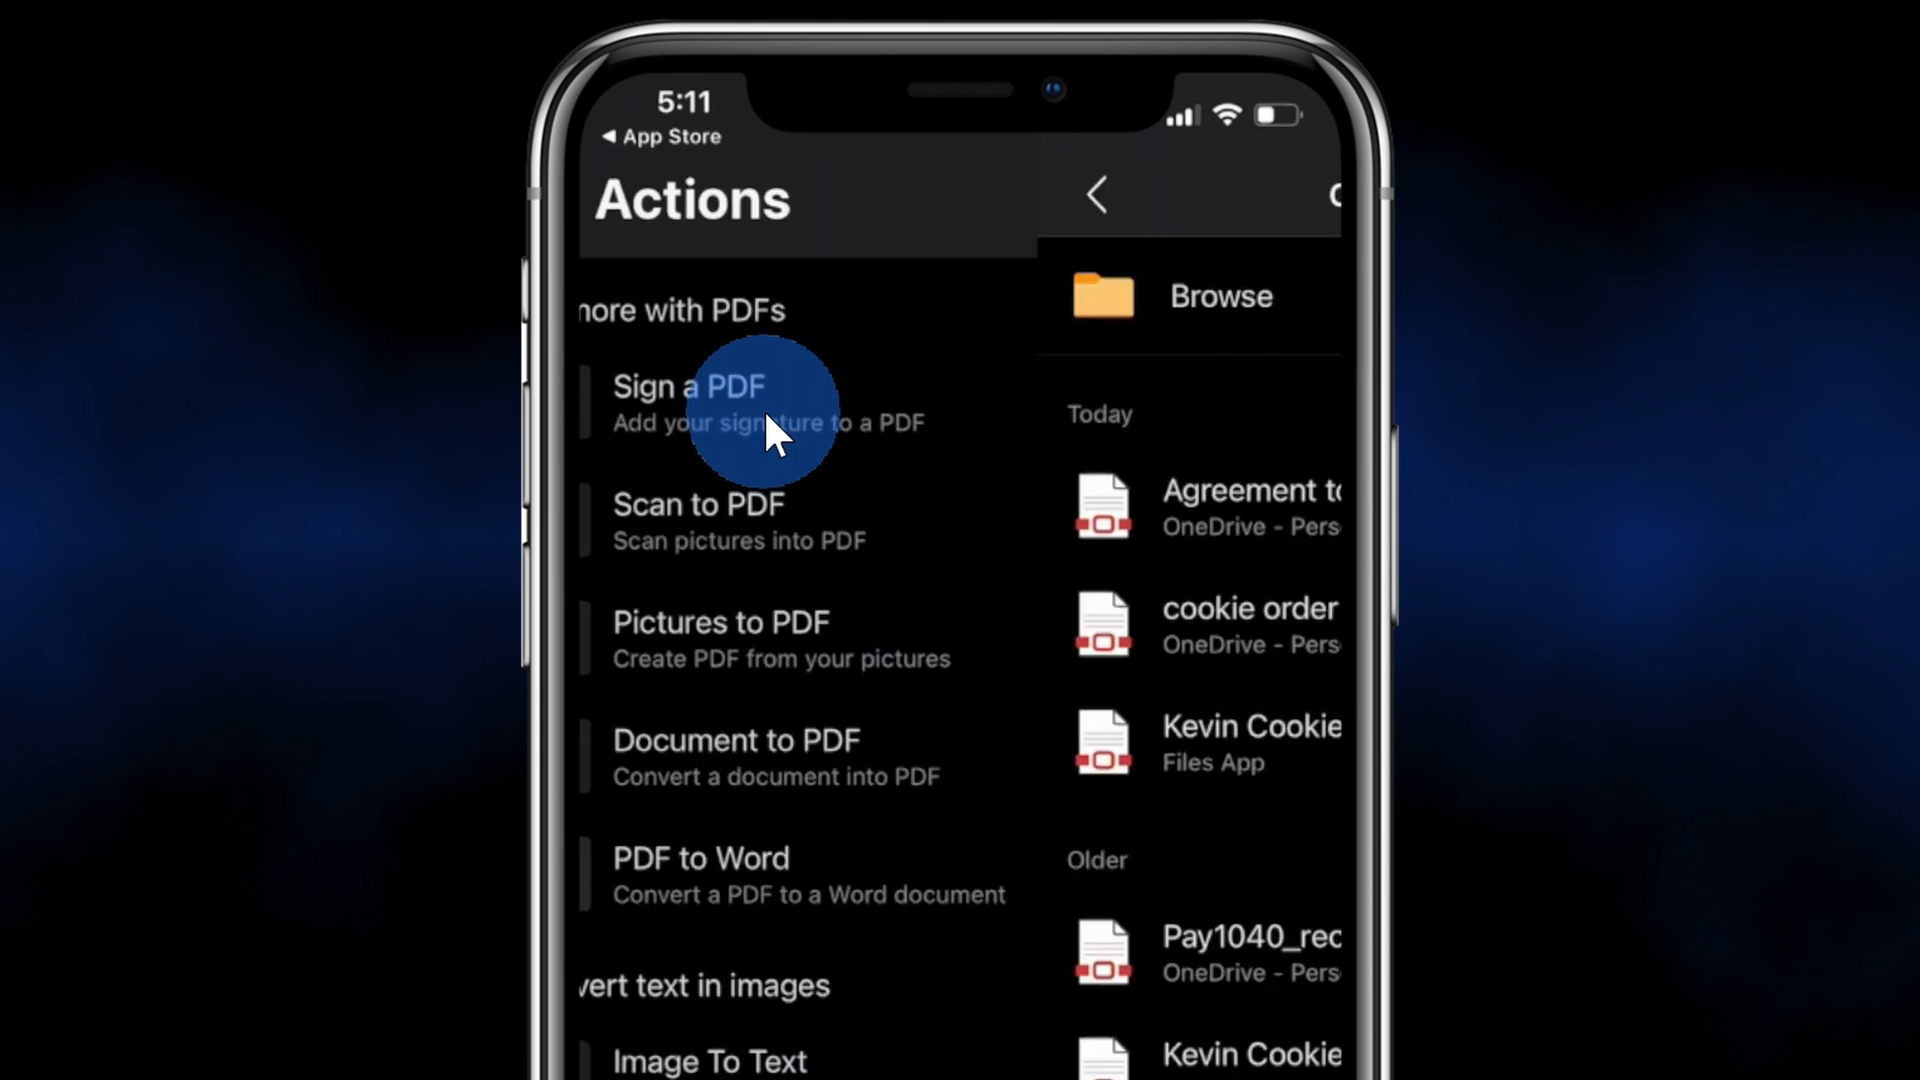 5:11
◀ App Store
Actions
more with PDFs
Sign a PDF
Add your signature to a PDF
Scan to PDF
Scan pictures into PDF
Pictures to PDF
Create PDF from your pictures
Document to PDF
Convert a document into PDF
PDF to Word
Convert a PDF to a Word document
vert text in images
Image To Text
Browse
Today
Agreement to
OneDrive - Pers
cookie order
OneDrive - Pers
Kevin Cookie
Files App
Older
Pay1040_rec
OneDrive - Pers
Kevin Cookie